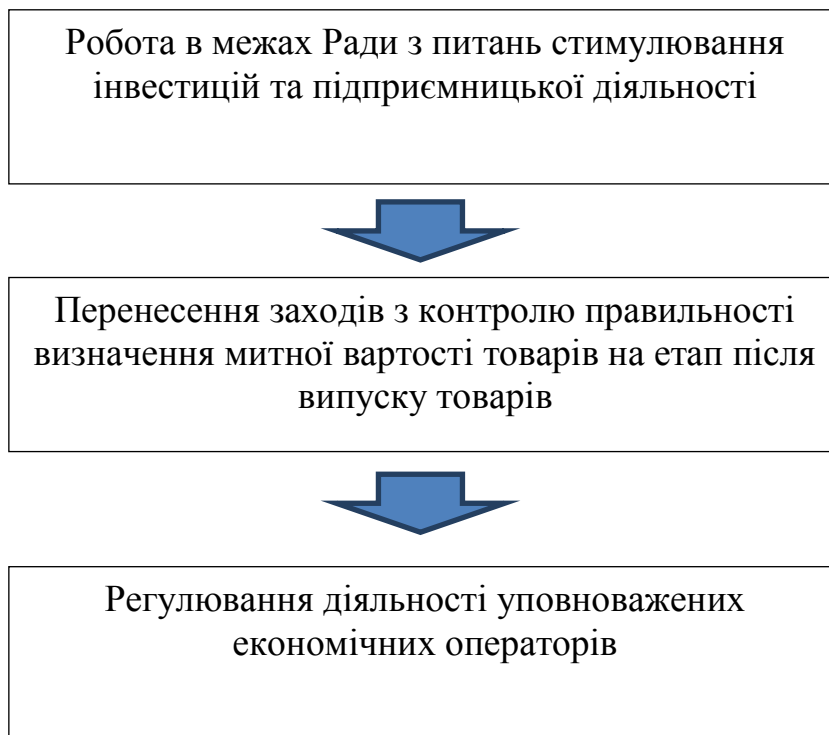 Робота в межах Ради з питань стимулювання
інвестицій та підприємницької діяльності
Перенесення заходів з контролю правильності
визначення митної вартості товарів на етап після
випуску товарів
Регулювання діяльності уповноважених
економічних операторів